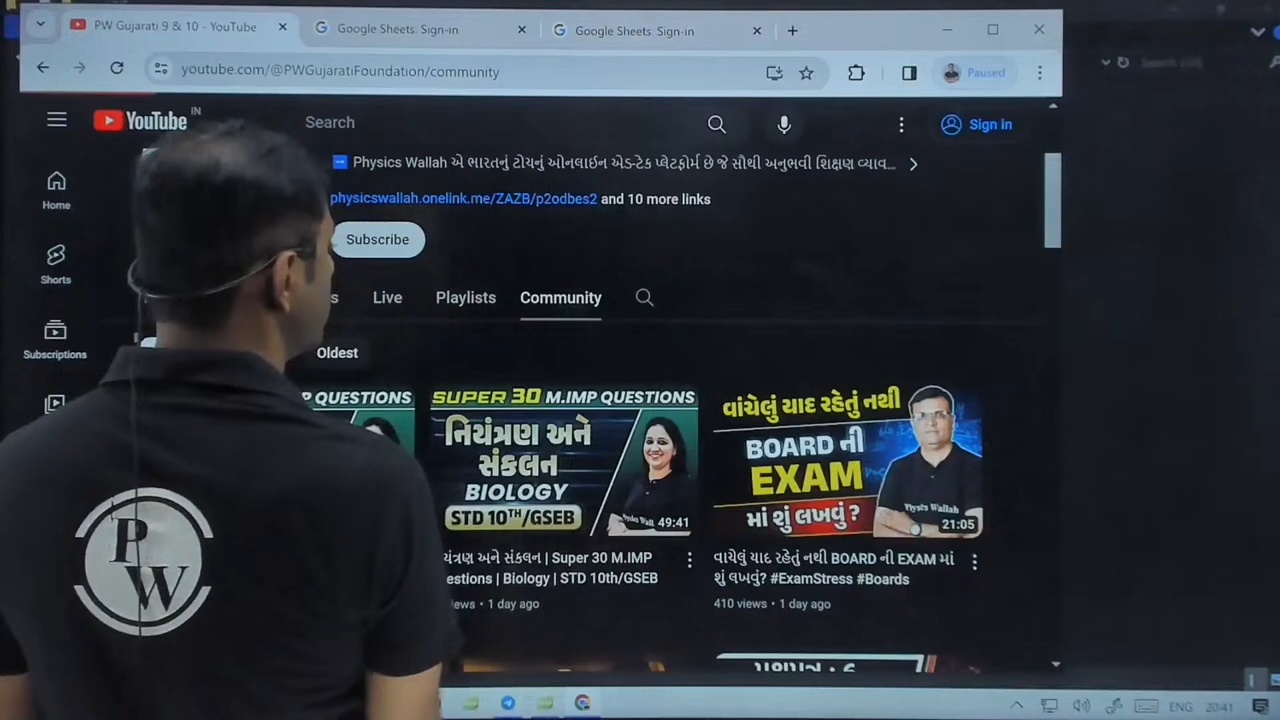 PW Gujarati 9 & 10 - YouTube
Google Sheets: Sign-in
Google Sheets: Sign-in
youtube.com/@PWGujaratiFoundation/community
Paused
YouTube IN
Search
Sign in
Physics Wallah એ ભારતનું ટોચનું ઓનલાઇન એડ-ટેક પ્લેટફોર્મ છે જે સૌથી અનુભવી શિક્ષણ વ્યાવ...
physicswallah.onelink.me/ZAZB/p2odbes2 and 10 more links
Subscribe
Home
Shorts
Subscriptions
s
Live
Playlists
Community
Oldest
P QUESTIONS
SUPER 30 M.IMP QUESTIONS
નિયંત્રણ અને
સંકલન
BIOLOGY
STD 10TH/GSEB
49:41
વાંચેલું યાદ રહેતું નથી
BOARD ની
EXAM
માં શું લખવું ?
Physics Wallah
21:05
યંત્રણ અને સંકલન | Super 30 M.IMP
estions | Biology | STD 10th/GSEB
iews • 1 day ago
વાંચેલું યાદ રહેતું નથી BOARD ની EXAM માં
શું લખવું? #ExamStress #Boards
410 views • 1 day ago
P
W
ENG
20:41